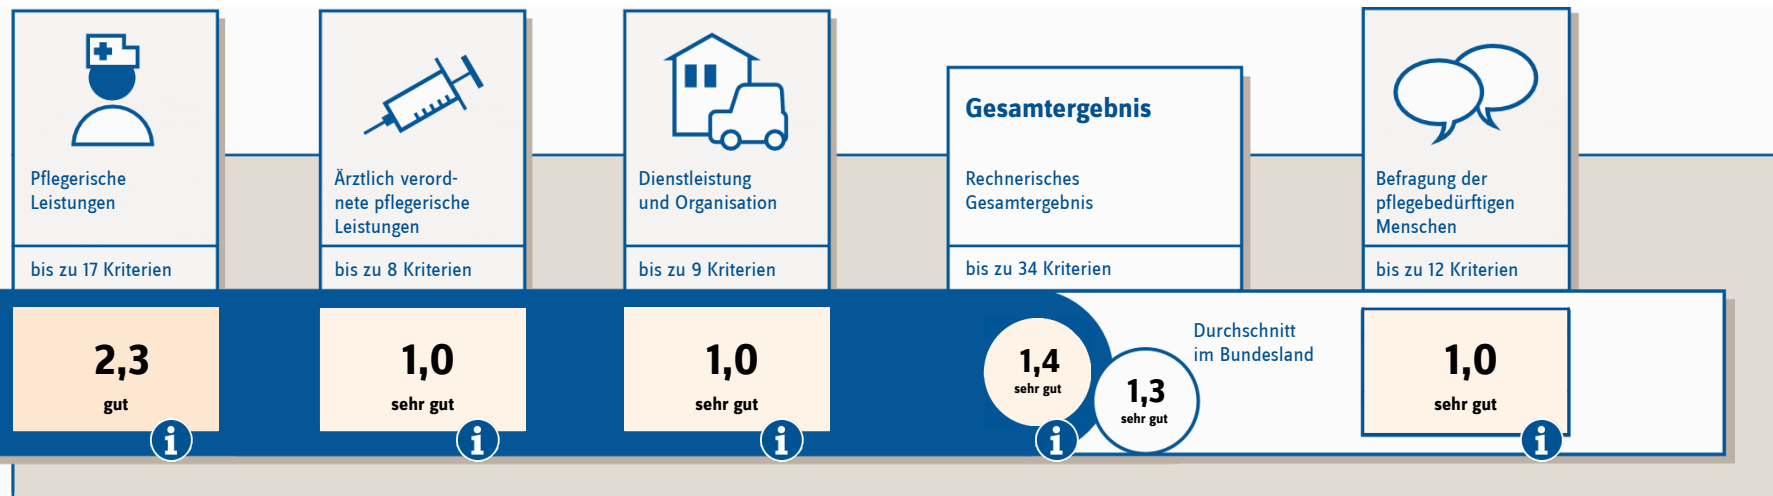 Pflegerische
Leistungen
bis zu 17 Kriterien
2,3
gut
i
Ärztlich verord-
nete pflegerische
Leistungen
bis zu 8 Kriterien
1,0
sehr gut
i
Dienstleistung
und Organisation
bis zu 9 Kriterien
1,0
sehr gut
i
Gesamtergebnis
Rechnerisches
Gesamtergebnis
bis zu 34 Kriterien
1,4
sehr gut
i
1,3
sehr gut
Durchschnitt
im Bundesland
Befragung der
pflegebedürftigen
Menschen
bis zu 12 Kriterien
1,0
sehr gut
i